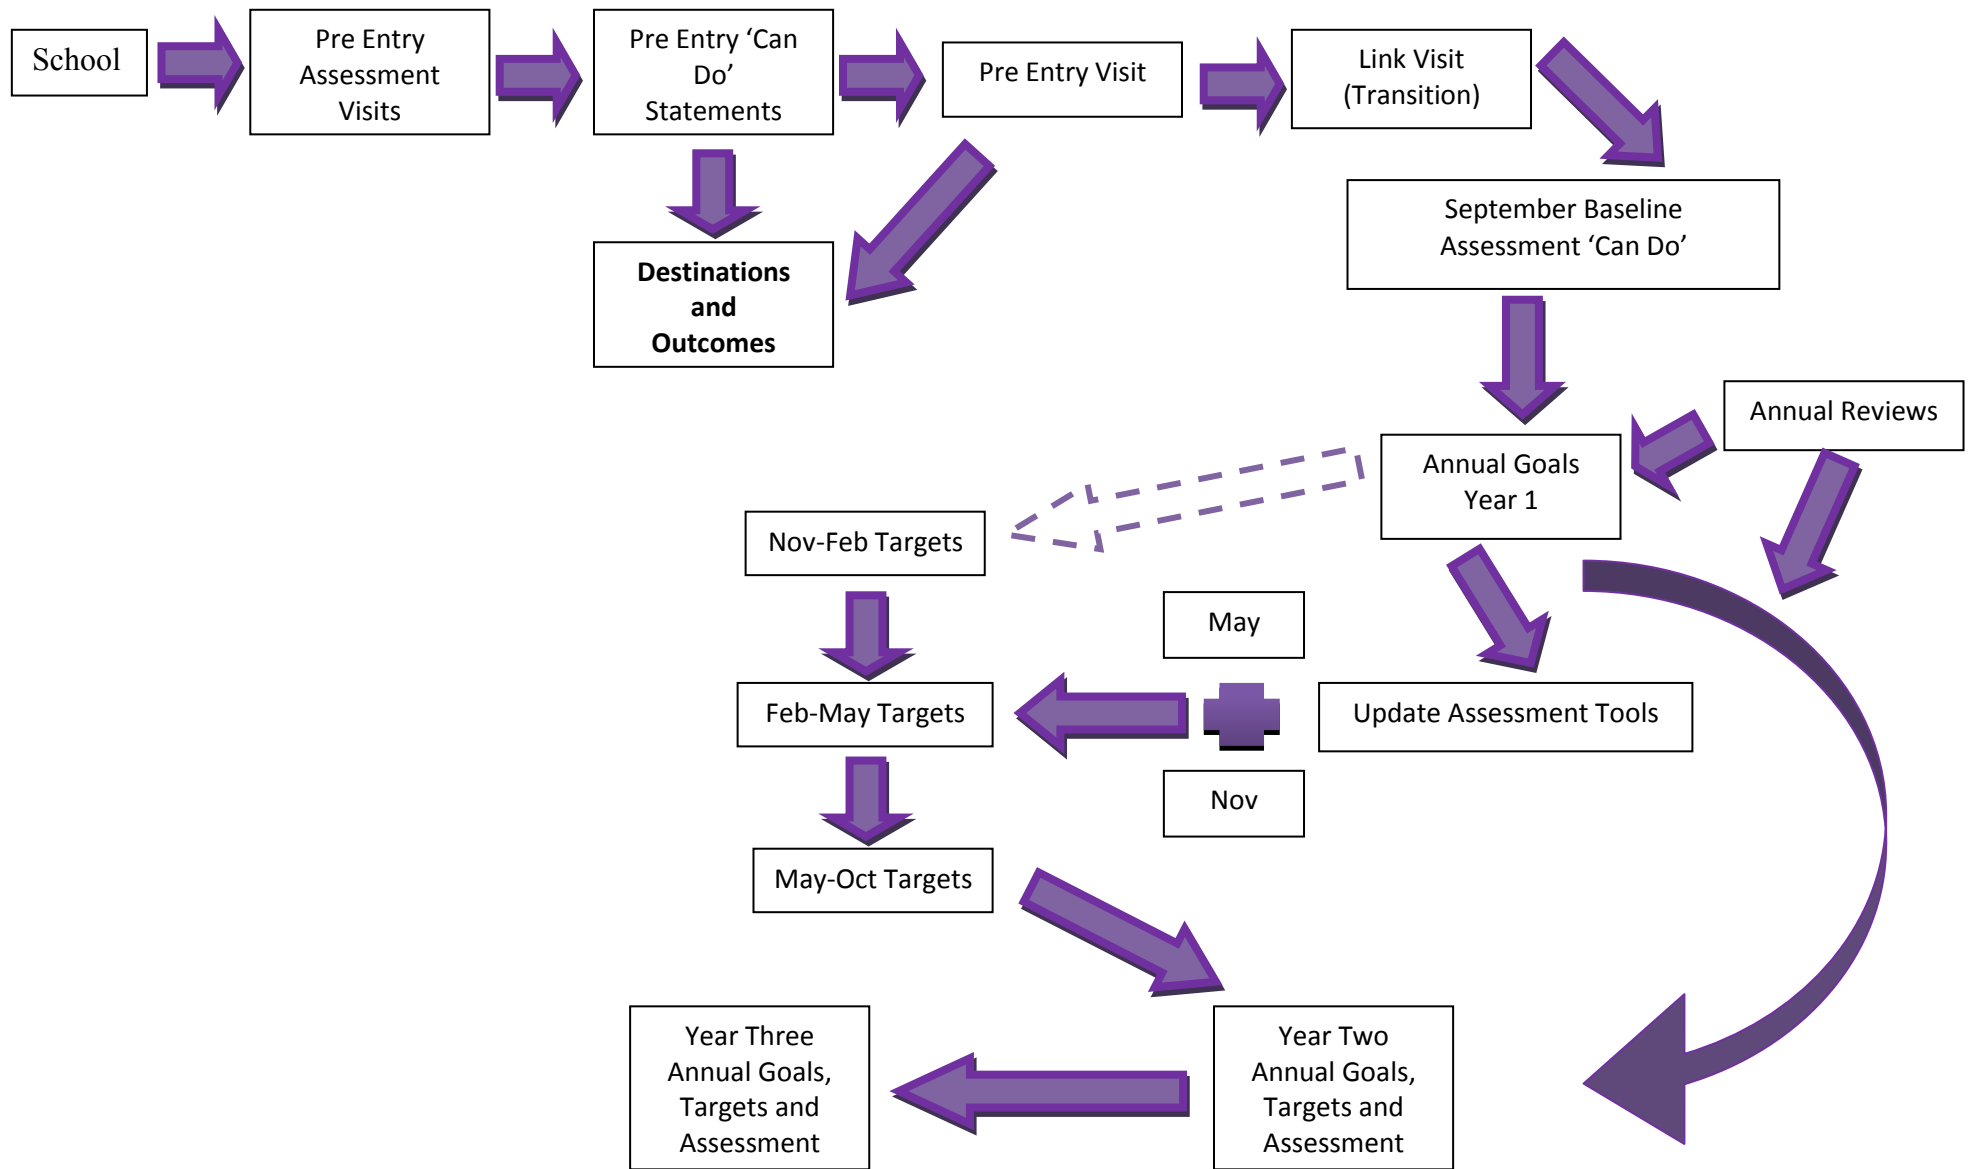 School
Pre Entry
Assessment
Visits
Pre Entry ‘Can
Do’
Statements
Pre Entry Visit
Link Visit
(Transition)
Destinations
and
Outcomes
September Baseline
Assessment ‘Can Do’
Annual Reviews
Annual Goals
Year 1
Nov-Feb Targets
May
Feb-May Targets
Update Assessment Tools
Nov
May-Oct Targets
Year Three
Annual Goals,
Targets and
Assessment
Year Two
Annual Goals,
Targets and
Assessment